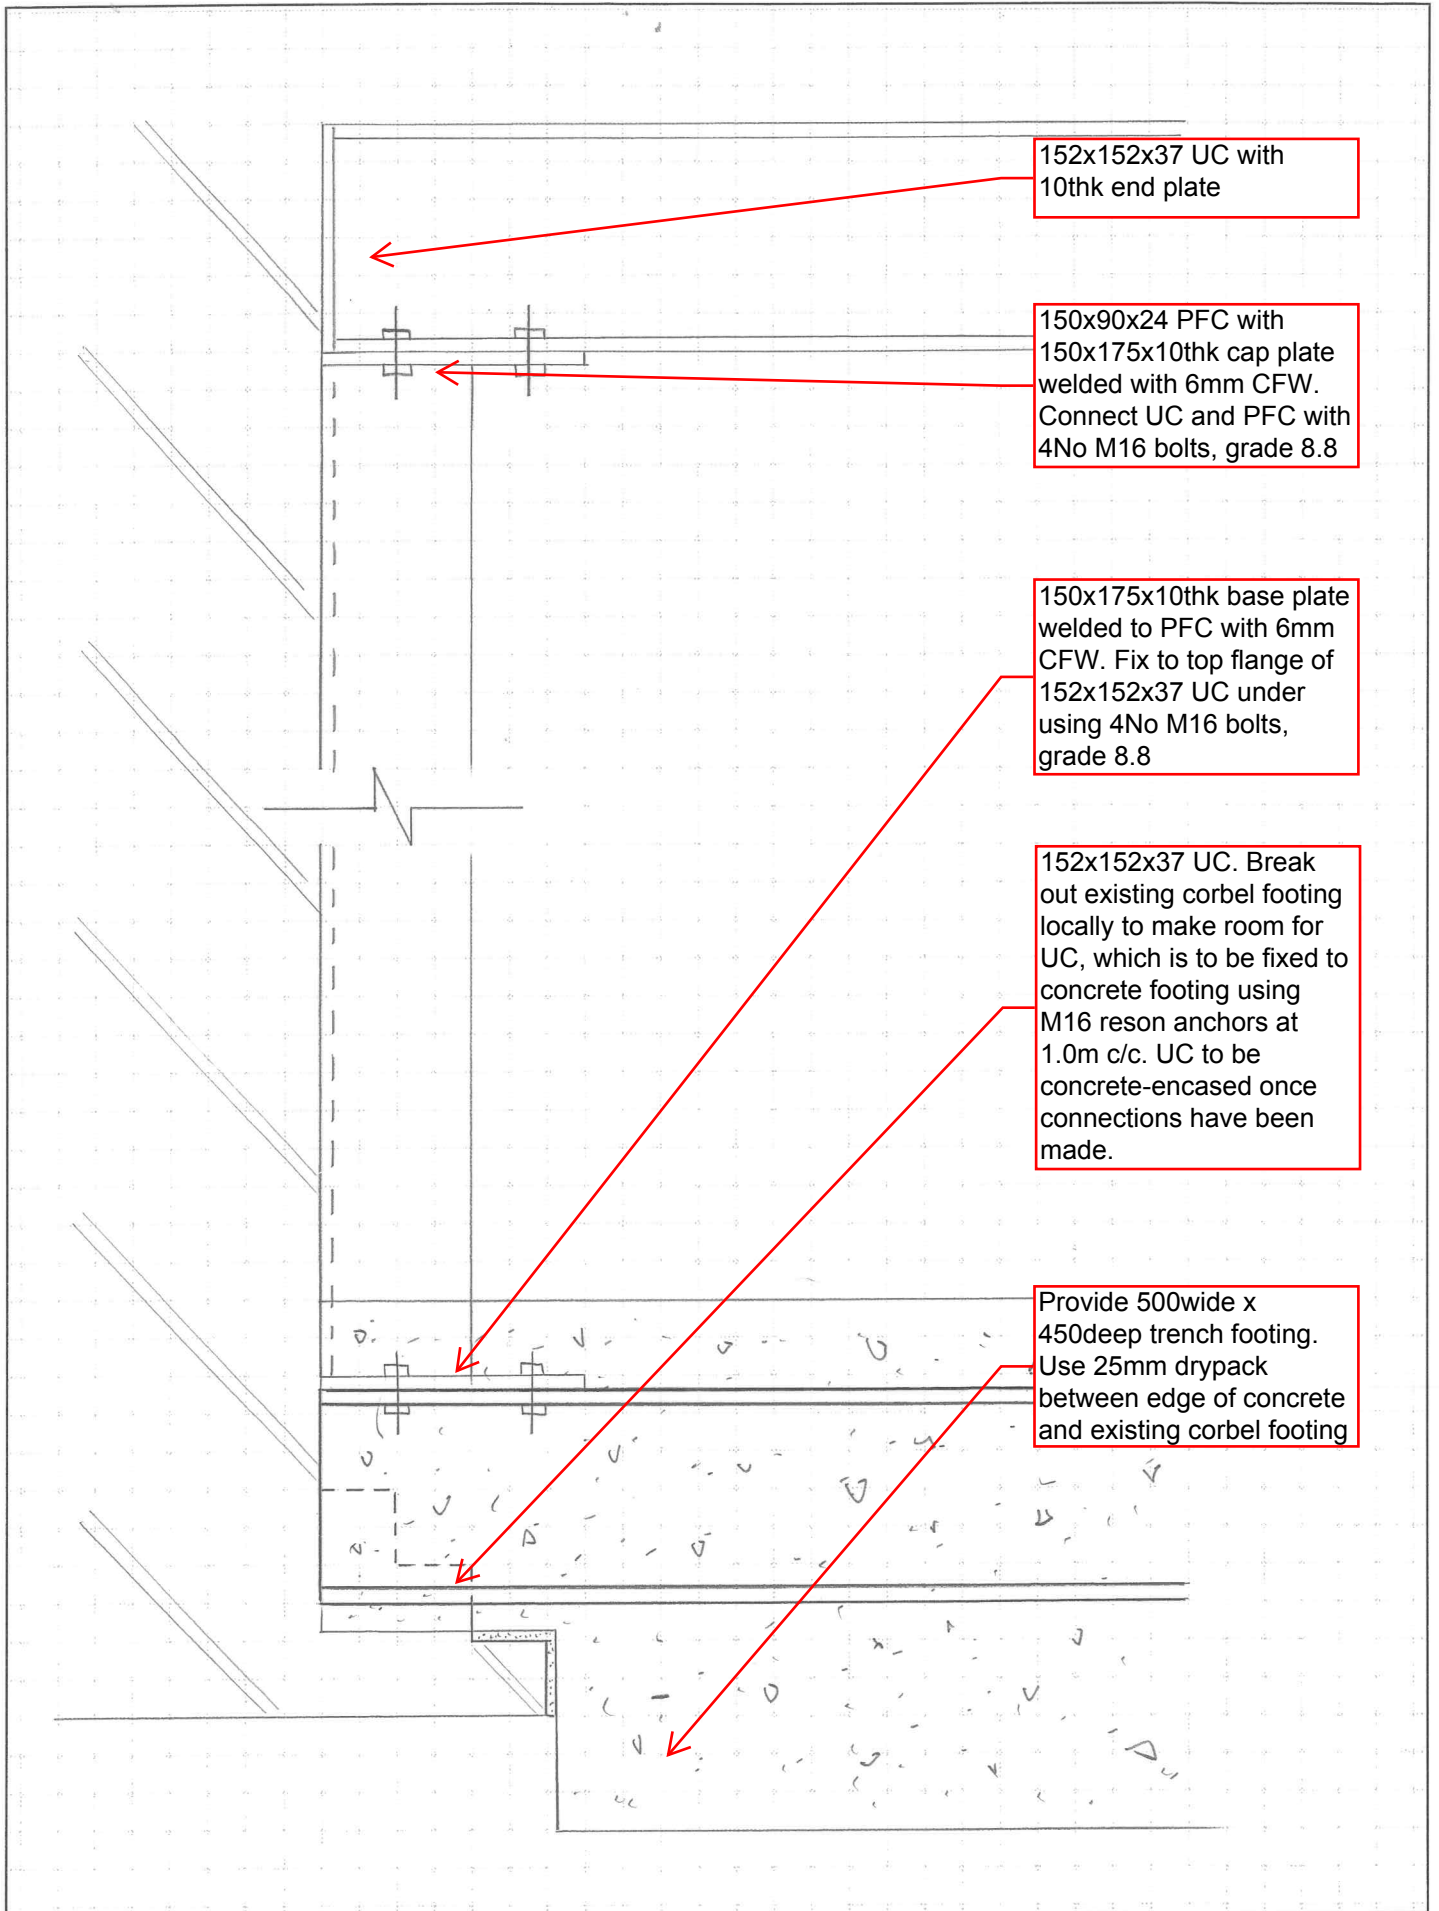 152x152x37 UC with
10thk end plate
150x90x24 PFC with
150x175x10thk cap plate
welded with 6mm CFW.
Connect UC and PFC with
4No M16 bolts, grade 8.8
150x175x10thk base plate
welded to PFC with 6mm
CFW. Fix to top flange of
152x152x37 UC under
using 4No M16 bolts,
grade 8.8
152x152x37 UC. Break
out existing corbel footing
locally to make room for
UC, which is to be fixed to
concrete footing using
M16 reson anchors at
1.0m c/c. UC to be
concrete-encased once
connections have been
made.
Provide 500wide x
450deep trench footing.
Use 25mm drypack
between edge of concrete
and existing corbel footing